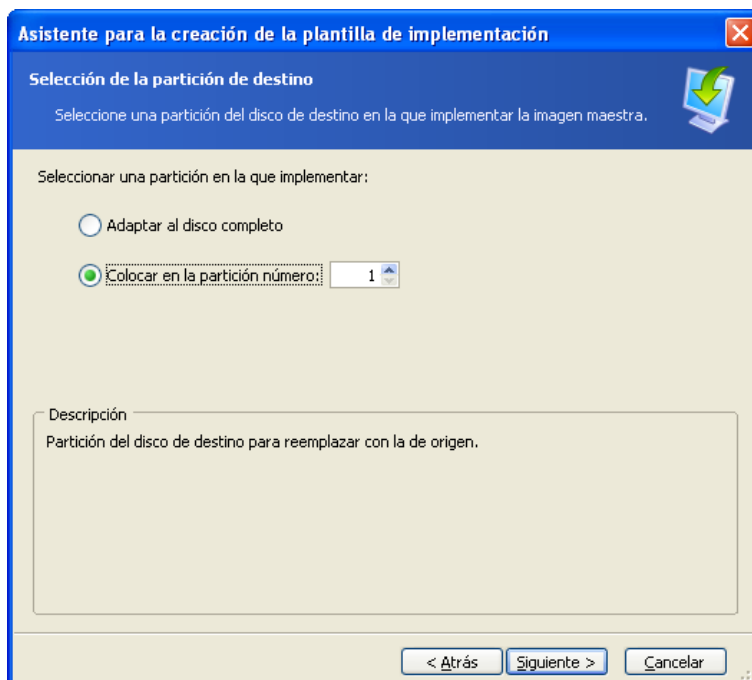 Asistente para la creación de la plantilla de implementación
Selección de la partición de destino
Seleccione una partición del disco de destino en la que implementar la imagen maestra.
Seleccionar una partición en la que implementar:
Adaptar al disco completo
Colocar en la partición número: 1
Descripción
Partición del disco de destino para reemplazar con la de origen.
< Atrás Siguiente > Cancelar